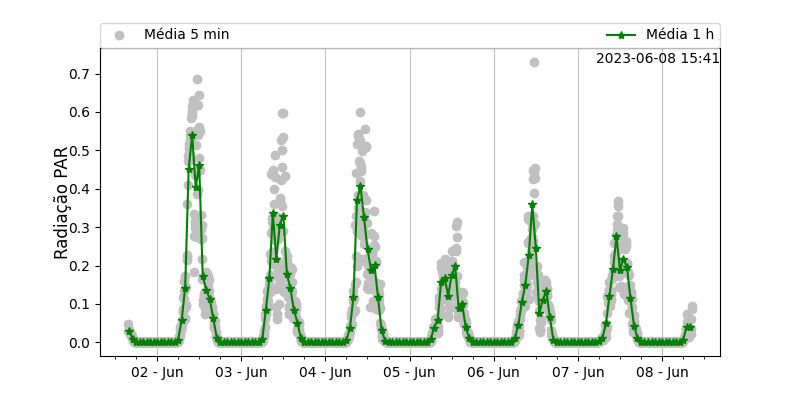 Média 5 min
Média 1 h
2023-06-08 15:41
Radiação PAR
0.7
0.6
0.5
0.4
0.3
0.2
0.1
0.0
02 - Jun
03 - Jun
04 - Jun
05 - Jun
06 - Jun
07 - Jun
08 - Jun